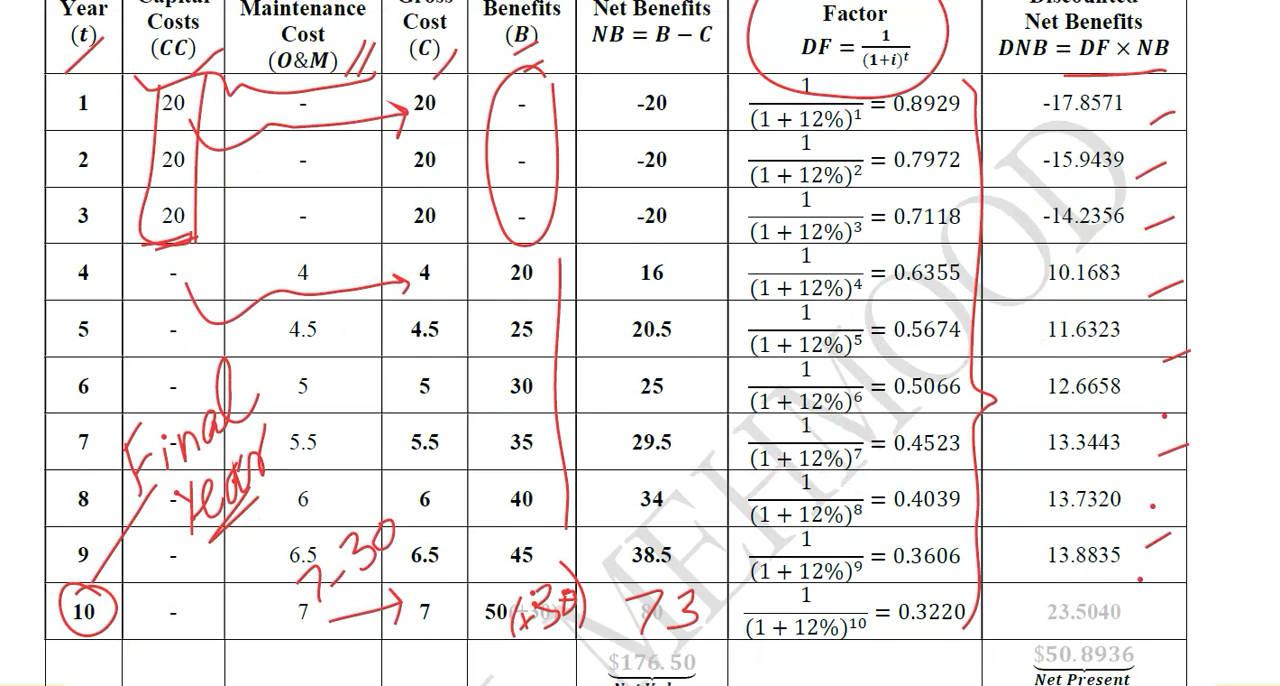 Year Capital Maintenance Gross Benefits Net Benefits Factor Discounted
(t) Costs Cost Cost (B) NB = B − C DF = 1/(1+i)^t Net Benefits
(CC) (O&M) (C) DNB = DF × NB
1 20 - 20 - -20 1/(1 + 12%)^1 = 0.8929 -17.8571
2 20 - 20 - -20 1/(1 + 12%)^2 = 0.7972 -15.9439
3 20 - 20 - -20 1/(1 + 12%)^3 = 0.7118 -14.2356
4 - 4 4 20 16 1/(1 + 12%)^4 = 0.6355 10.1683
5 - 4.5 4.5 25 20.5 1/(1 + 12%)^5 = 0.5674 11.6323
6 - 5 5 30 25 1/(1 + 12%)^6 = 0.5066 12.6658
7 - 5.5 5.5 35 29.5 1/(1 + 12%)^7 = 0.4523 13.3443
8 - 6 6 40 34 1/(1 + 12%)^8 = 0.4039 13.7320
9 - 6.5 6.5 45 38.5 1/(1 + 12%)^9 = 0.3606 13.8835
10 - 7 7 50 (+30) 73 1/(1 + 12%)^10 = 0.3220 23.5040
$176.50 $50.8936
Net Present
Final
year
MEHMOOD